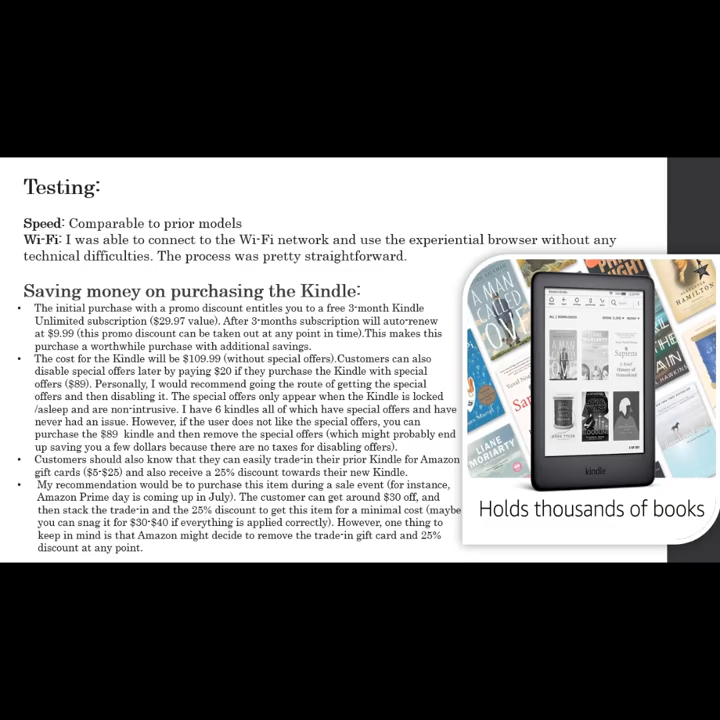 Testing:
Speed: Comparable to prior models
Wi-Fi: I was able to connect to the Wi-Fi network and use the experiential browser without any
technical difficulties. The process was pretty straightforward.
Saving money on purchasing the Kindle:
• The initial purchase with a promo discount entitles you to a free 3-month Kindle
Unlimited subscription ($29.97 value). After 3-months subscription will auto-renew
at $9.99 (this promo discount can be taken out at any point in time).This makes this
purchase a worthwhile purchase with additional savings.
• The cost for the Kindle will be $109.99 (without special offers).Customers can also
disable special offers later by paying $20 if they purchase the Kindle with special
offers ($89). Personally, I would recommend going the route of getting the special
offers and then disabling it. The special offers only appear when the Kindle is locked
/asleep and are non-intrusive. I have 6 kindles all of which have special offers and have
never had an issue. However, if the user does not like the special offers, you can
purchase the $89 kindle and then remove the special offers (which might probably end
up saving you a few dollars because there are no taxes for disabling offers).
• Customers should also know that they can easily trade-in their prior Kindle for Amazon
gift cards ($5-$25) and also receive a 25% discount towards their new Kindle.
• My recommendation would be to purchase this item during a sale event (for instance,
Amazon Prime day is coming up in July). The customer can get around $30 off, and
then stack the trade-in and the 25% discount to get this item for a minimal cost (maybe
you can snag it for $30-$40 if everything is applied correctly). However, one thing to
keep in mind is that Amazon might decide to remove the trade-in gift card and 25%
discount at any point.
A MAN
HAMILTON
LIANE
MORIARTY
Sapiens
kindle
Holds thousands of books